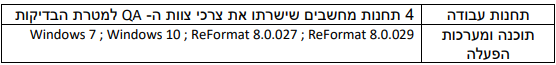 תחנות עבודה
4 תחנות מחשבים שישרתו את צרכי צוות ה- QA למטרת הבדיקות
תוכנה ומערכות
הפעלה
Windows 7 ; Windows 10 ; ReFormat 8.0.027 ; ReFormat 8.0.029